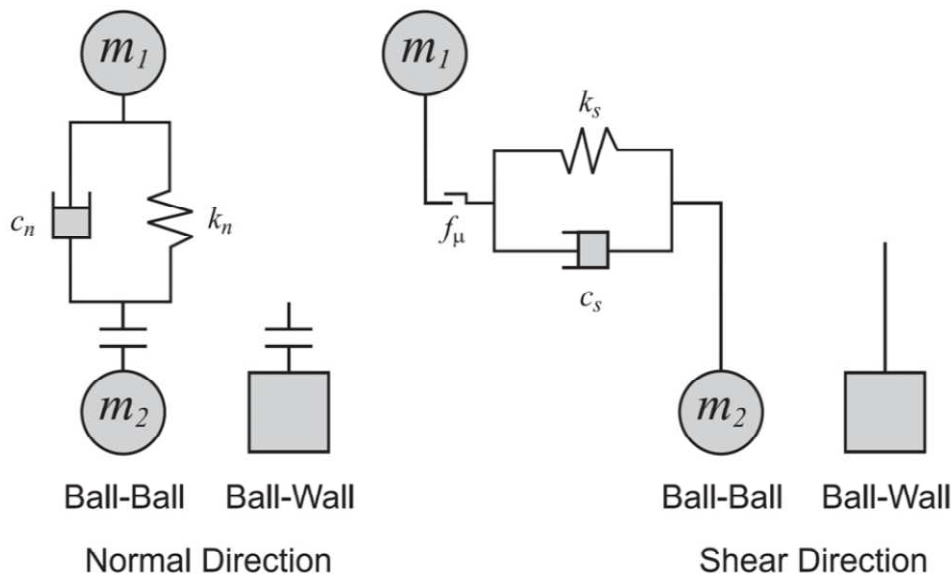 m₁
cₙ
kₙ
m₂
Ball-Ball
Ball-Wall
Normal Direction
m₁
kₛ
f_μ
cₛ
m₂
Ball-Ball
Ball-Wall
Shear Direction